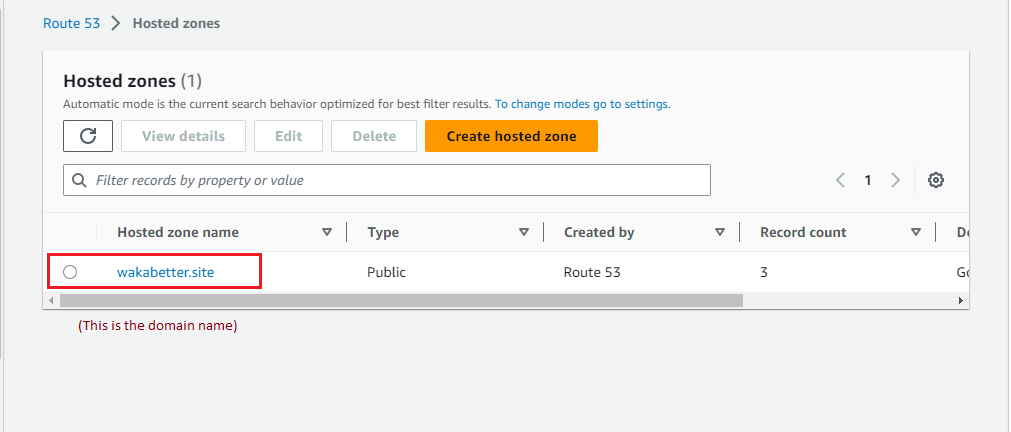 Route 53 > Hosted zones
Hosted zones (1)
Automatic mode is the current search behavior optimized for best filter results. To change modes go to settings.
View details Edit Delete Create hosted zone
Filter records by property or value 1
Hosted zone name Type Created by Record count De
wakabetter.site Public Route 53 3 Go
(This is the domain name)